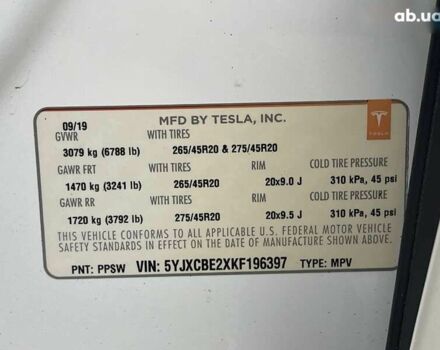 ab.ua
09/19
MFD BY TESLA, INC.
TESLA
GVWR WITH TIRES
3079 kg (6788 lb) 265/45R20 & 275/45R20
GAWR FRT WITH TIRES RIM COLD TIRE PRESSURE
1470 kg (3241 lb) 265/45R20 20x9.0 J 310 kPa, 45 psi
GAWR RR WITH TIRES RIM COLD TIRE PRESSURE
1720 kg (3792 lb) 275/45R20 20x9.5 J 310 kPa, 45 psi
THIS VEHICLE CONFORMS TO ALL APPLICABLE U.S. FEDERAL MOTOR VEHICLE
SAFETY STANDARDS IN EFFECT ON THE DATE OF MANUFACTURE SHOWN ABOVE.
PNT: PPSW VIN: 5YJXCBE2XKF196397 TYPE: MPV